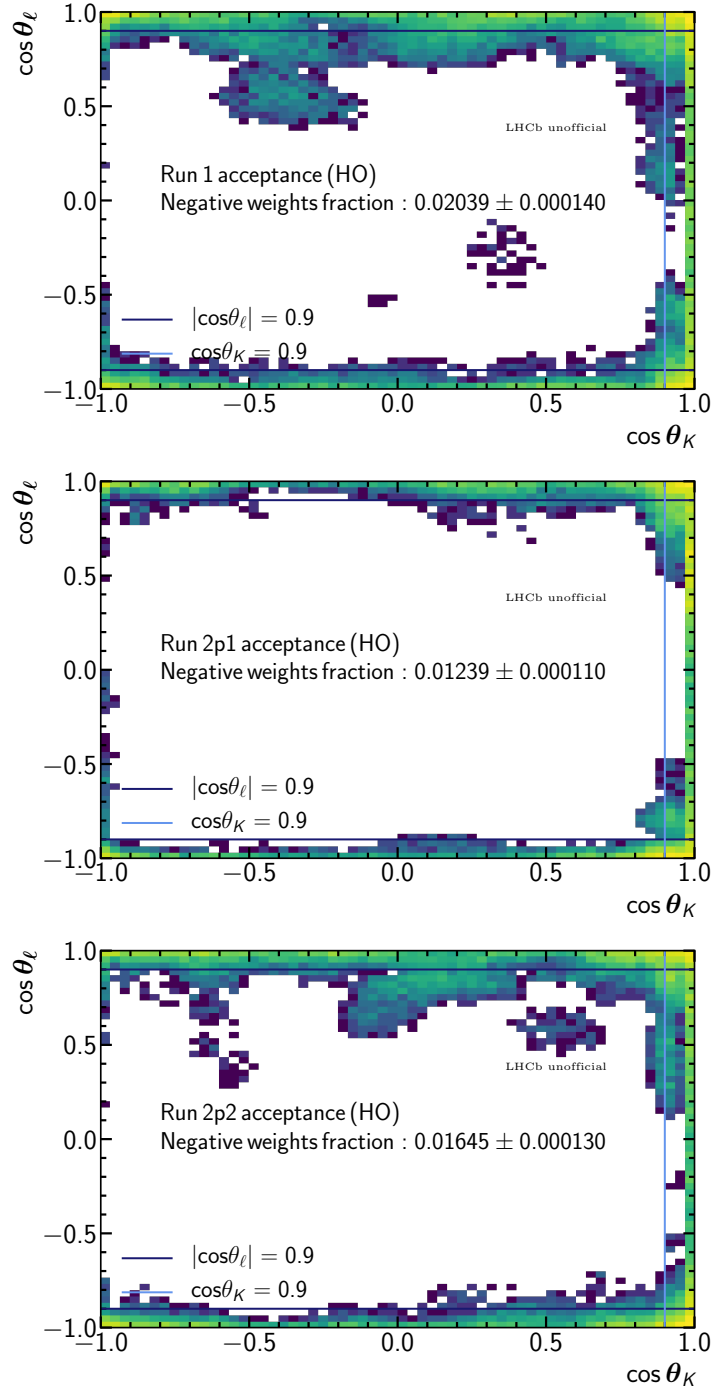 1.0
0.5
0.0
−0.5
−1.0
cos θℓ
LHCb unofficial
Run 1 acceptance (HO)
Negative weights fraction : 0.02039 ± 0.000140
|cosθℓ| = 0.9
cosθK = 0.9
−1.0 −0.5 0.0 0.5 1.0
cos θK
1.0
0.5
0.0
−0.5
−1.0
cos θℓ
LHCb unofficial
Run 2p1 acceptance (HO)
Negative weights fraction : 0.01239 ± 0.000110
|cosθℓ| = 0.9
cosθK = 0.9
−1.0 −0.5 0.0 0.5 1.0
cos θK
1.0
0.5
0.0
−0.5
−1.0
cos θℓ
LHCb unofficial
Run 2p2 acceptance (HO)
Negative weights fraction : 0.01645 ± 0.000130
|cosθℓ| = 0.9
cosθK = 0.9
−1.0 −0.5 0.0 0.5 1.0
cos θK